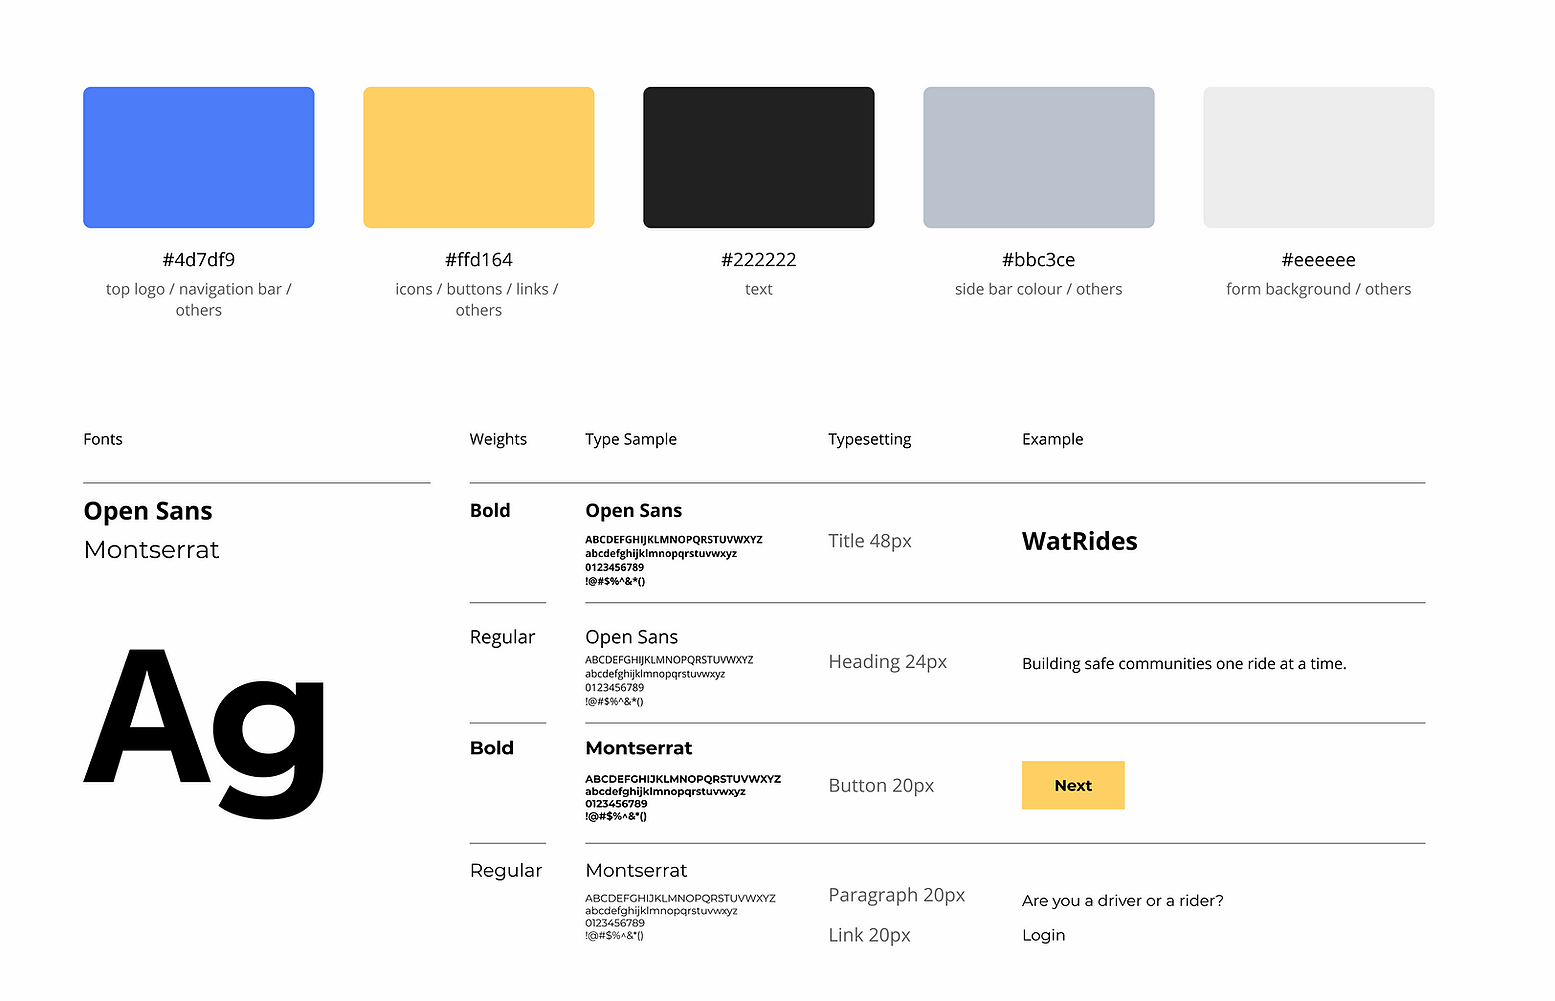 #4d7df9
top logo / navigation bar /
others
#ffd164
icons / buttons / links /
others
#222222
text
#bbc3ce
side bar colour / others
#eeeeee
form background / others
Fonts
Weights
Type Sample
Typesetting
Example
Open Sans
Montserrat
Ag
Bold
Open Sans
ABCDEFGHIJKLMNOPQRSTUVWXYZ
abcdefghijklmnopqrstuvwxyz
0123456789
!@#$%^&*()
Title 48px
WatRides
Regular
Open Sans
ABCDEFGHIJKLMNOPQRSTUVWXYZ
abcdefghijklmnopqrstuvwxyz
0123456789
!@#$%^&*()
Heading 24px
Building safe communities one ride at a time.
Bold
Montserrat
ABCDEFGHIJKLMNOPQRSTUVWXYZ
abcdefghijklmnopqrstuvwxyz
0123456789
!@#$%^&*()
Button 20px
Next
Regular
Montserrat
ABCDEFGHIJKLMNOPQRSTUVWXYZ
abcdefghijklmnopqrstuvwxyz
0123456789
!@#$%^&*()
Paragraph 20px
Are you a driver or a rider?
Link 20px
Login